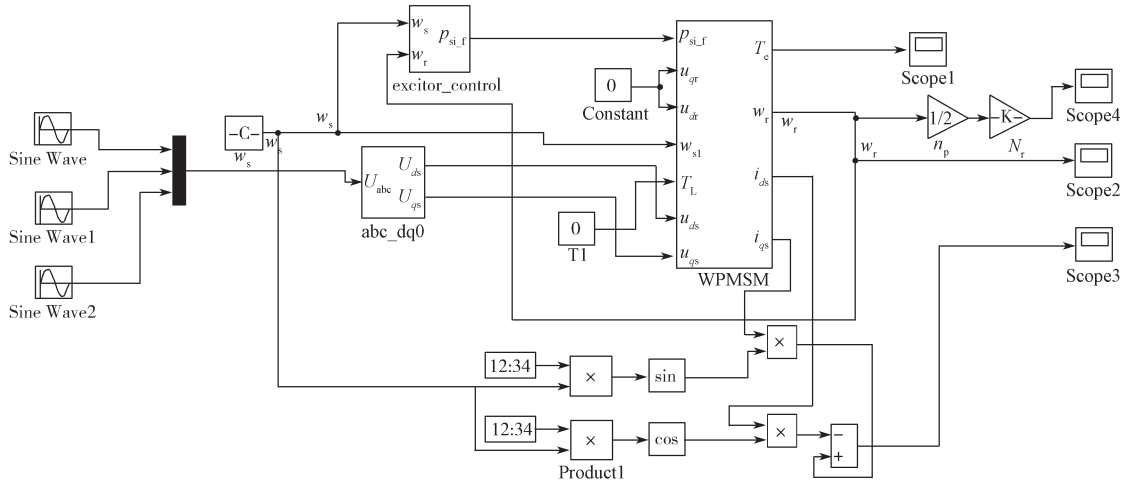 w_s
w_r
p_si_f
excitor_control
w_s
-C-
w_s
w_s
Sine Wave
Sine Wave1
Sine Wave2
U_abc
U_ds
U_qs
abc_dq0
0
Constant
0
T1
p_si_f
u_qr
u_dr
w_s1
T_L
u_ds
u_qs
T_e
w_r
i_ds
i_qs
WPMSM
w_r
w_r
Scope1
1/2
n_p
-K-
N_r
Scope4
Scope2
Scope3
12:34
×
sin
×
12:34
×
Product1
cos
×
−
+